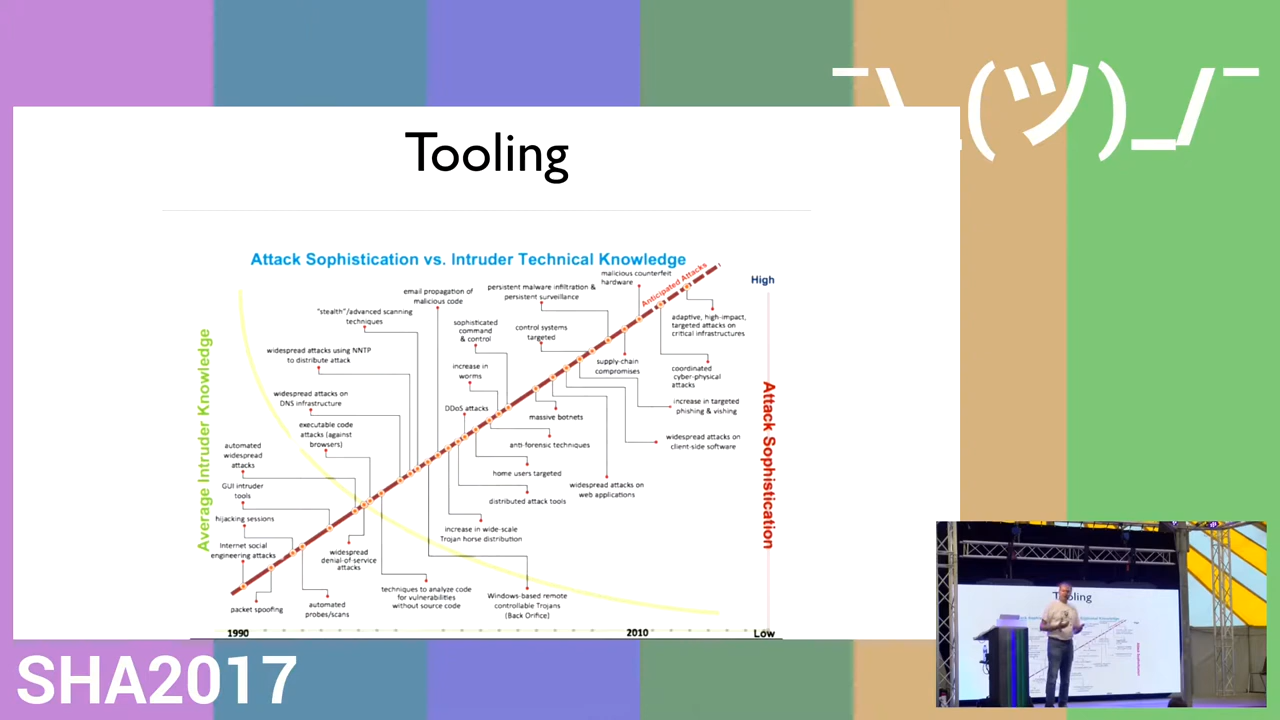 ¯\_(ツ)_/¯
Tooling
Attack Sophistication vs. Intruder Technical Knowledge
High
Average Intruder Knowledge
Attack Sophistication
Anticipated Attacks
malicious counterfeit
hardware
persistent malware infiltration &
persistent surveillance
email propagation of
malicious code
"stealth"/advanced scanning
techniques
sophisticated
command
& control
control systems
targeted
adaptive, high-impact,
targeted attacks on
critical infrastructures
widespread attacks using NNTP
to distribute attack
increase in
worms
supply-chain
compromises
coordinated
cyber-physical
attacks
widespread attacks on
DNS infrastructure
DDoS attacks
massive botnets
increase in targeted
phishing & vishing
executable code
attacks (against
browsers)
anti-forensic techniques
widespread attacks on
client-side software
automated
widespread
attacks
home users targeted
widespread attacks on
web applications
GUI intruder
tools
distributed attack tools
hijacking sessions
increase in wide-scale
Trojan horse distribution
Internet social
engineering attacks
widespread
denial-of-service
attacks
techniques to analyze code
for vulnerabilities
without source code
Windows-based remote
controllable Trojans
(Back Orifice)
packet spoofing
automated
probes/scans
1990
2010
Low
SHA2017
Tooling